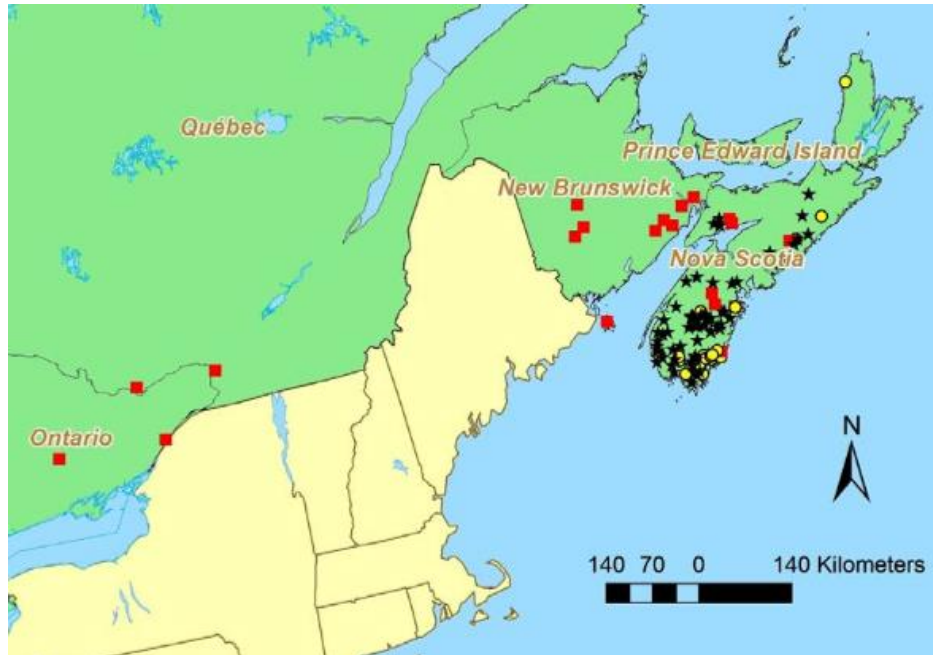 Québec
Prince Edward Island
New Brunswick
Nova Scotia
Ontario
N
140 70 0 140 Kilometers